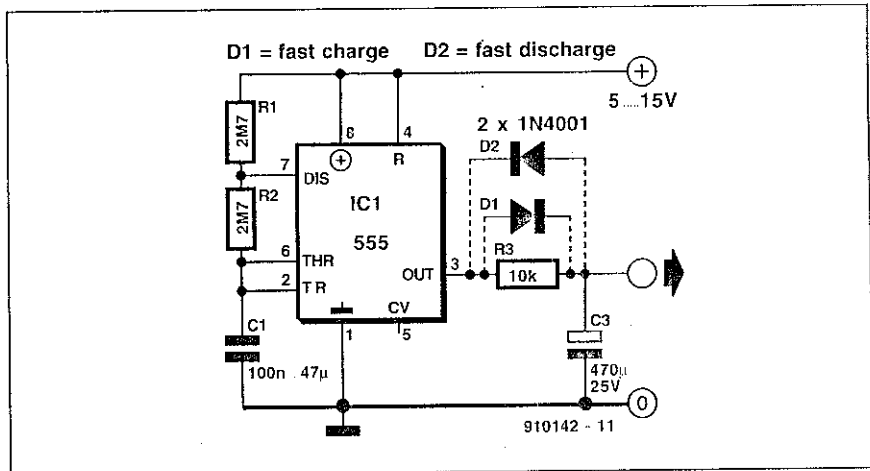 D1 = fast charge D2 = fast discharge
+
5.....15V
R1
2M7
8
4
2 x 1N4001
D2
7
DIS
+
R
R2
2M7
IC1
D1
555
R3
6
THR
OUT
3
10k
2
TR
CV
C1
1
5
C3
100n . 47µ
470µ
25V
0
910142 - 11